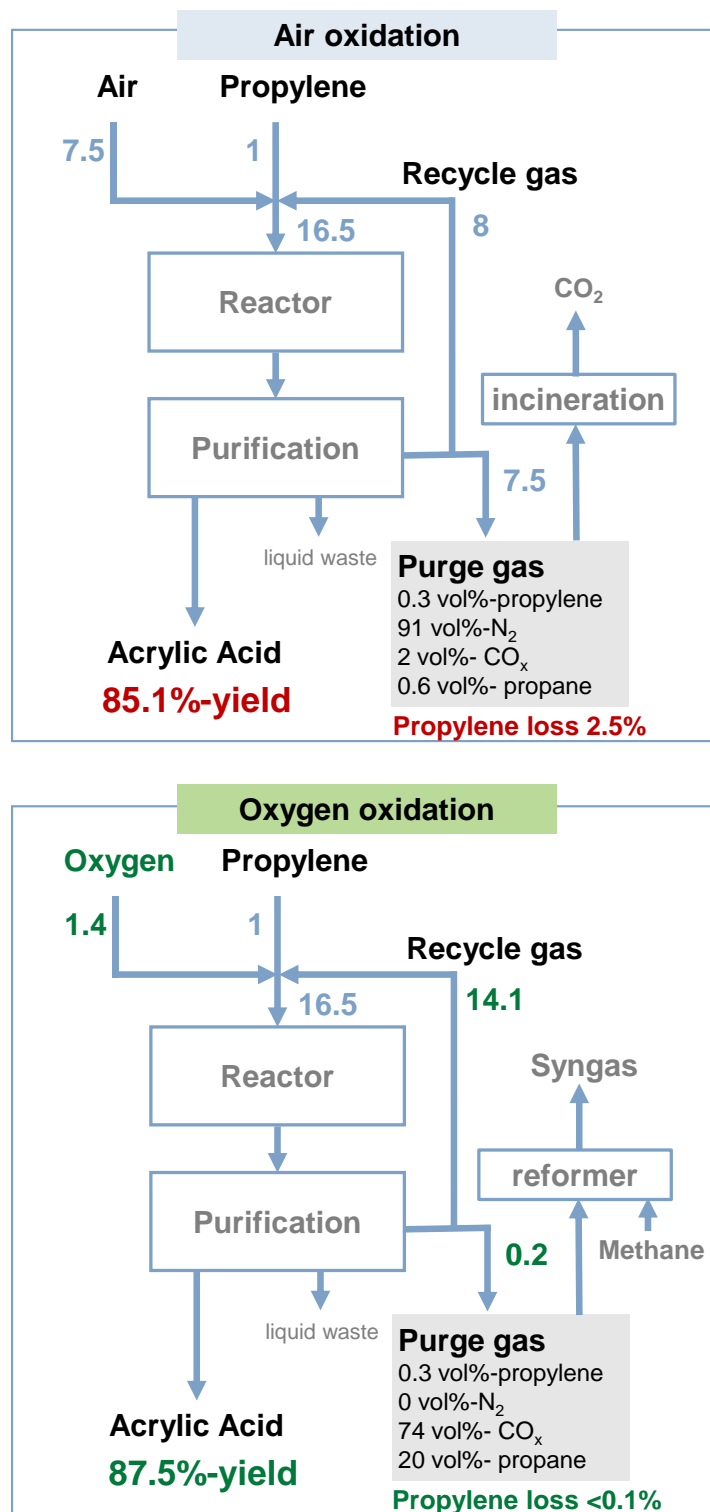 Air oxidation
Air
Propylene
7.5
1
Recycle gas
16.5
8
Reactor
CO₂
incineration
Purification
7.5
liquid waste
Purge gas
0.3 vol%-propylene
91 vol%-N₂
2 vol%- COₓ
0.6 vol%- propane
Acrylic Acid
85.1%-yield
Propylene loss 2.5%
Oxygen oxidation
Oxygen
Propylene
1.4
1
Recycle gas
16.5
14.1
Reactor
Syngas
reformer
Purification
Methane
0.2
liquid waste
Purge gas
0.3 vol%-propylene
0 vol%-N₂
74 vol%- COₓ
20 vol%- propane
Acrylic Acid
87.5%-yield
Propylene loss <0.1%